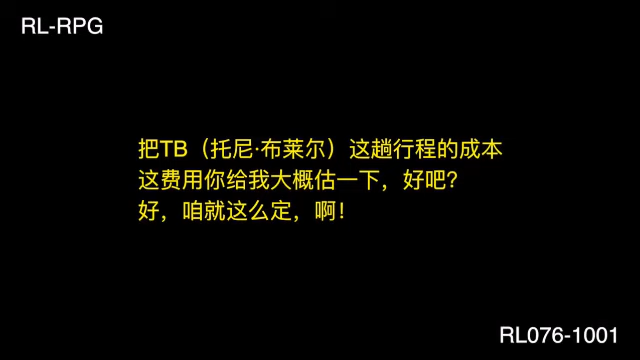 RL-RPG
把TB（托尼·布莱尔）这趟行程的成本
这费用你给我大概估一下，好吧？
好，咱就这么定，啊！
RL076-1001